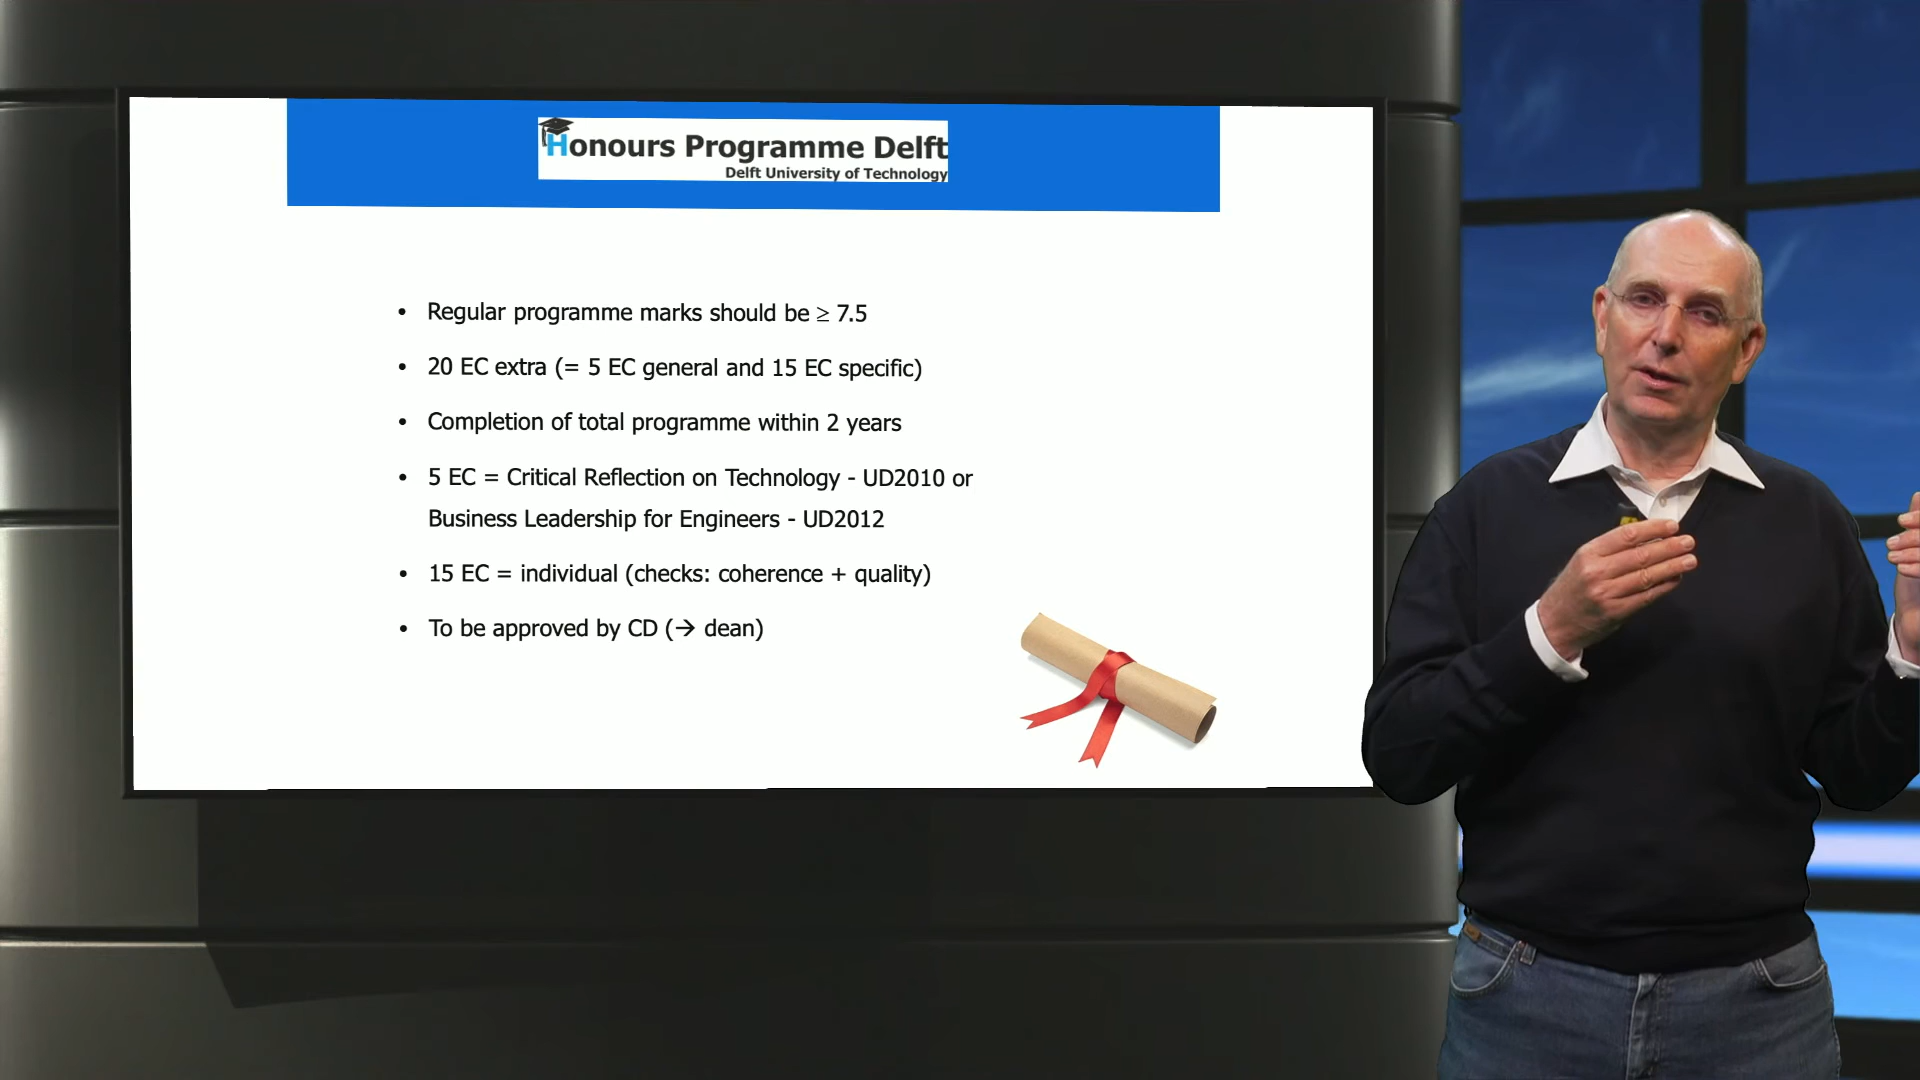 Honours Programme Delft
Delft University of Technology
• Regular programme marks should be ≥ 7.5
• 20 EC extra (= 5 EC general and 15 EC specific)
• Completion of total programme within 2 years
• 5 EC = Critical Reflection on Technology - UD2010 or
Business Leadership for Engineers - UD2012
• 15 EC = individual (checks: coherence + quality)
• To be approved by CD (→ dean)